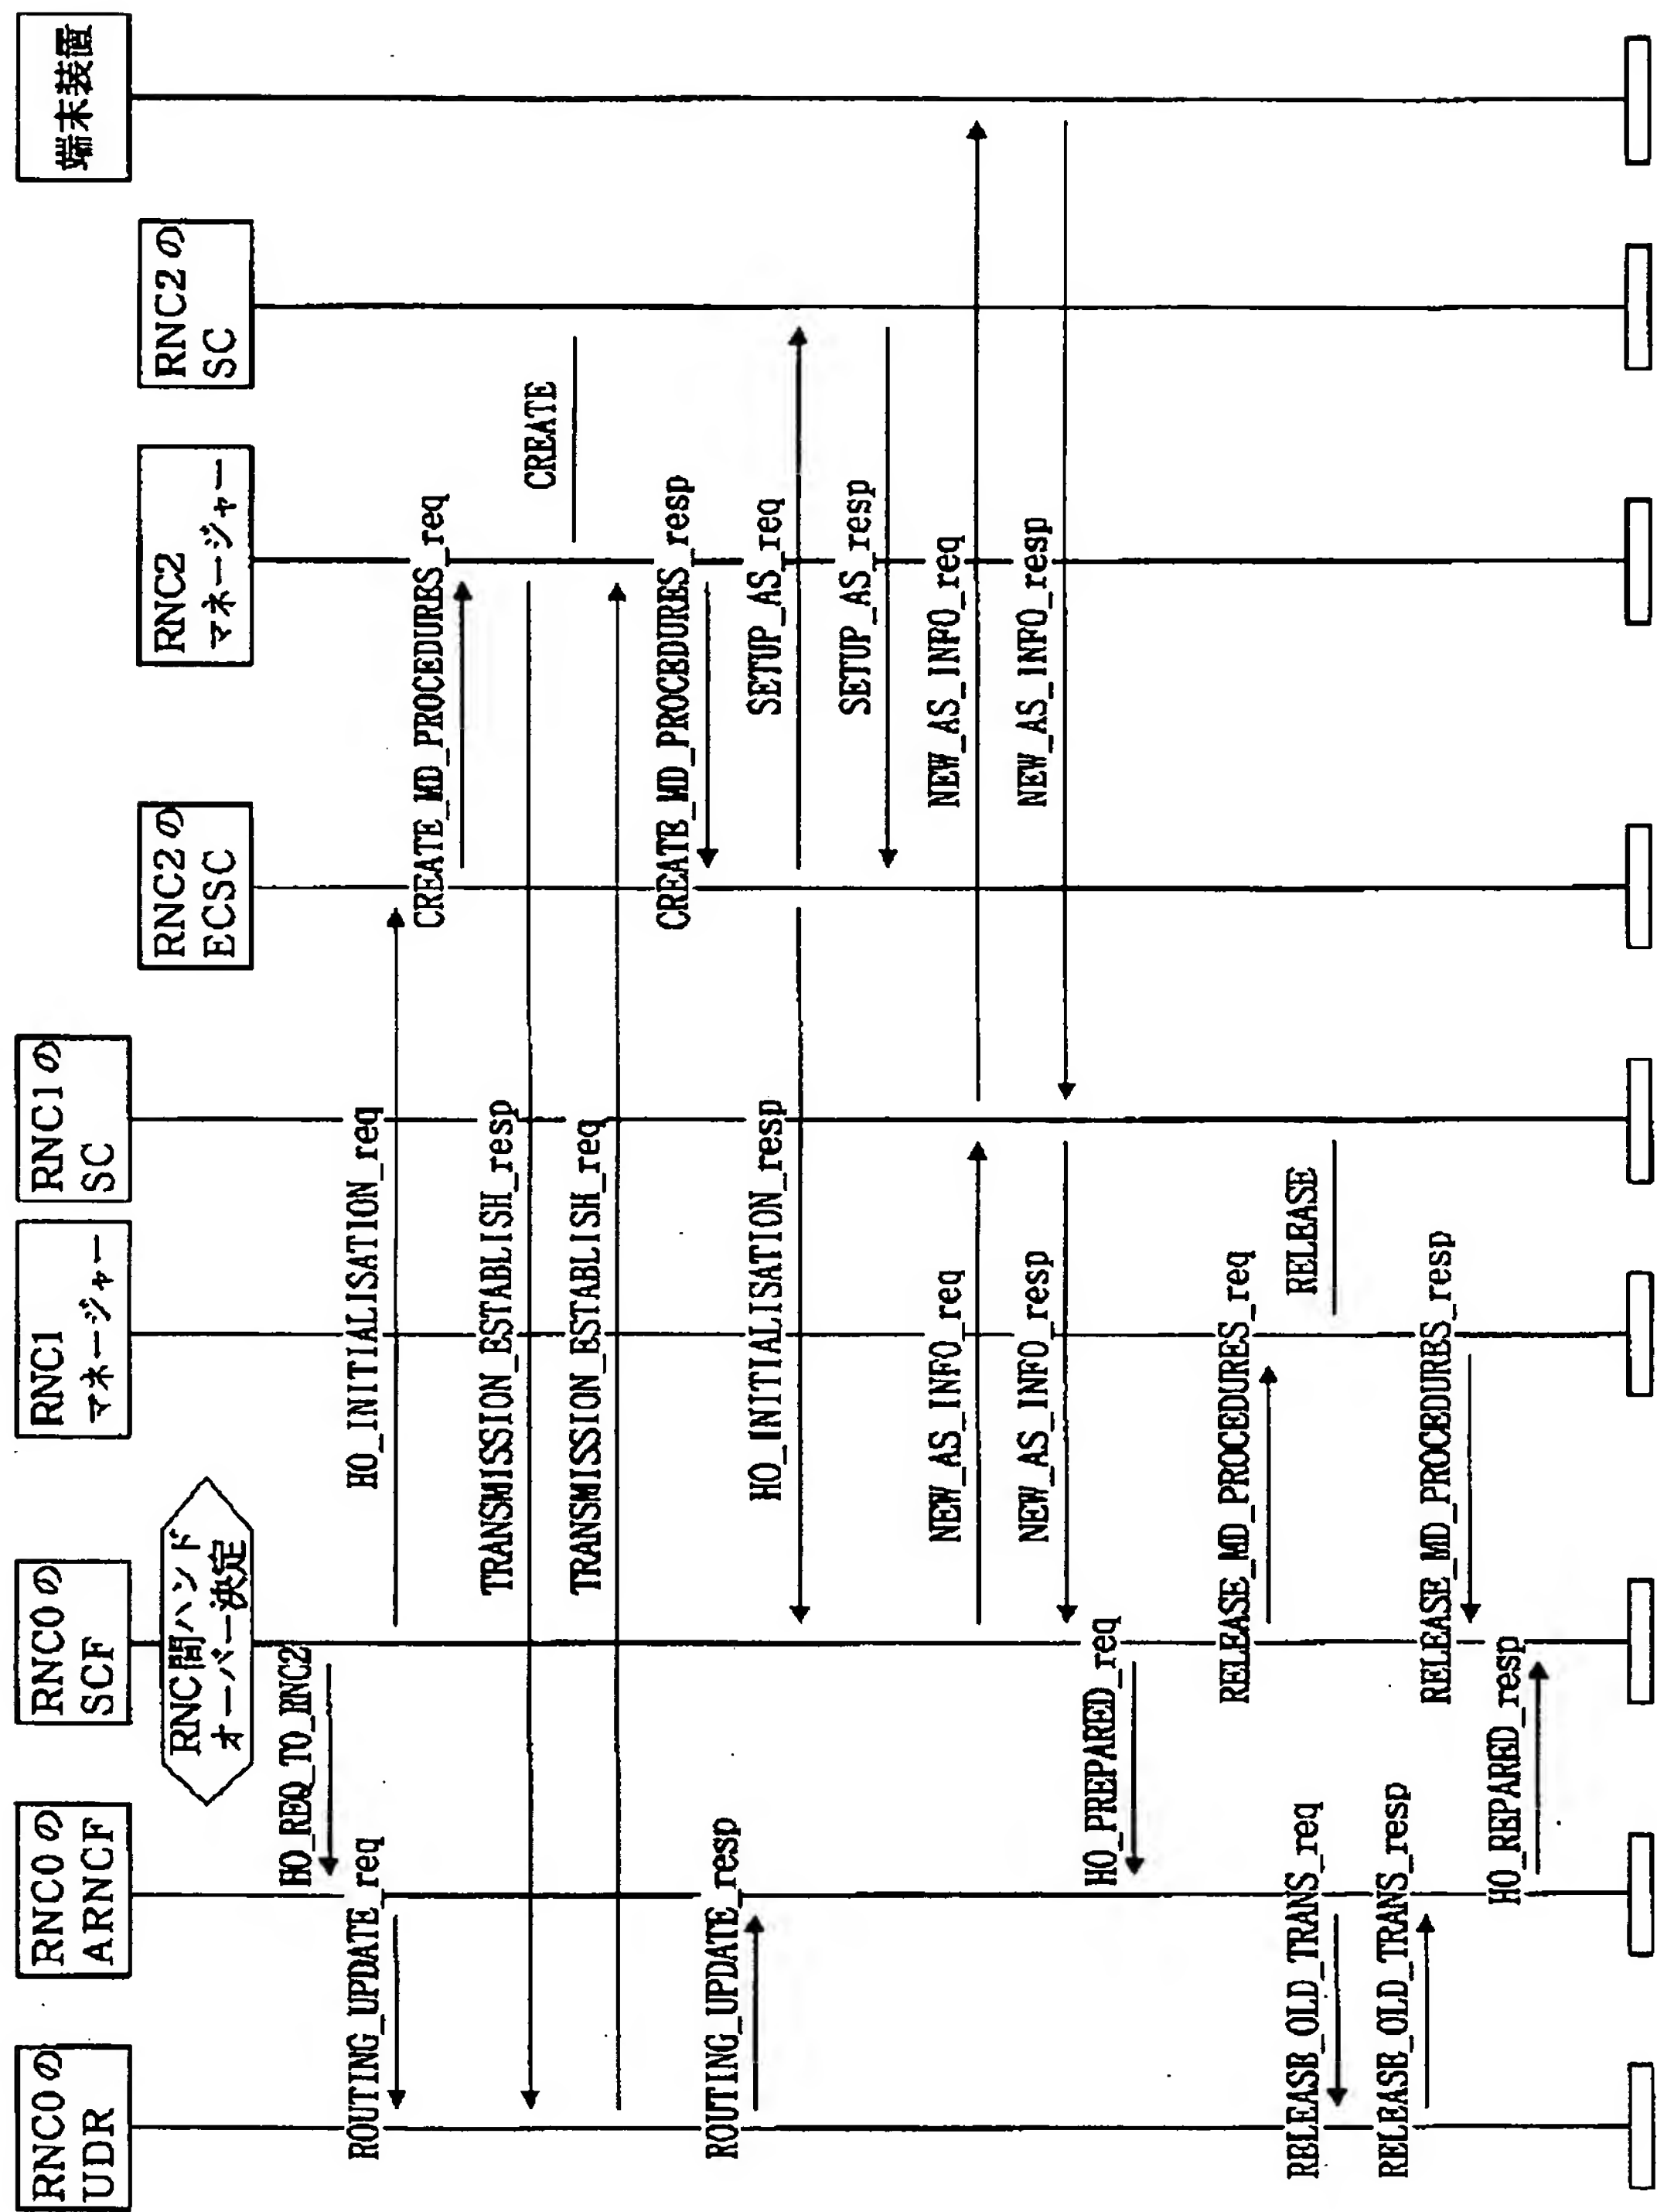 RNC0の
UDR
RNC0の
ARNCF
RNC0の
SCF
RNC1
マネージャー
RNC1の
SC
RNC2の
ECSC
RNC2
マネージャー
RNC2の
SC
端末装置
RNC間ハンド
オーバー決定
HO_REQ_TO_RNC2
ROUTING_UPDATE_req
HO_INITIALISATION_req
CREATE_MD_PROCEDURES_req
TRANSMISSION_ESTABLISH_resp
CREATE
TRANSMISSION_ESTABLISH_req
CREATE_MD_PROCEDURES_resp
ROUTING_UPDATE_resp
HO_INITIALISATION_resp
SETUP_AS_req
SETUP_AS_resp
NEW_AS_INFO_req
NEW_AS_INFO_req
NEW_AS_INFO_resp
NEW_AS_INFO_resp
HO_PREPARED_req
RELEASE_MD_PROCEDURES_req
RELEASE_OLD_TRANS_req
RELEASE
RELEASE_OLD_TRANS_resp
RELEASE_MD_PROCEDURES_resp
HO_REPARED_resp